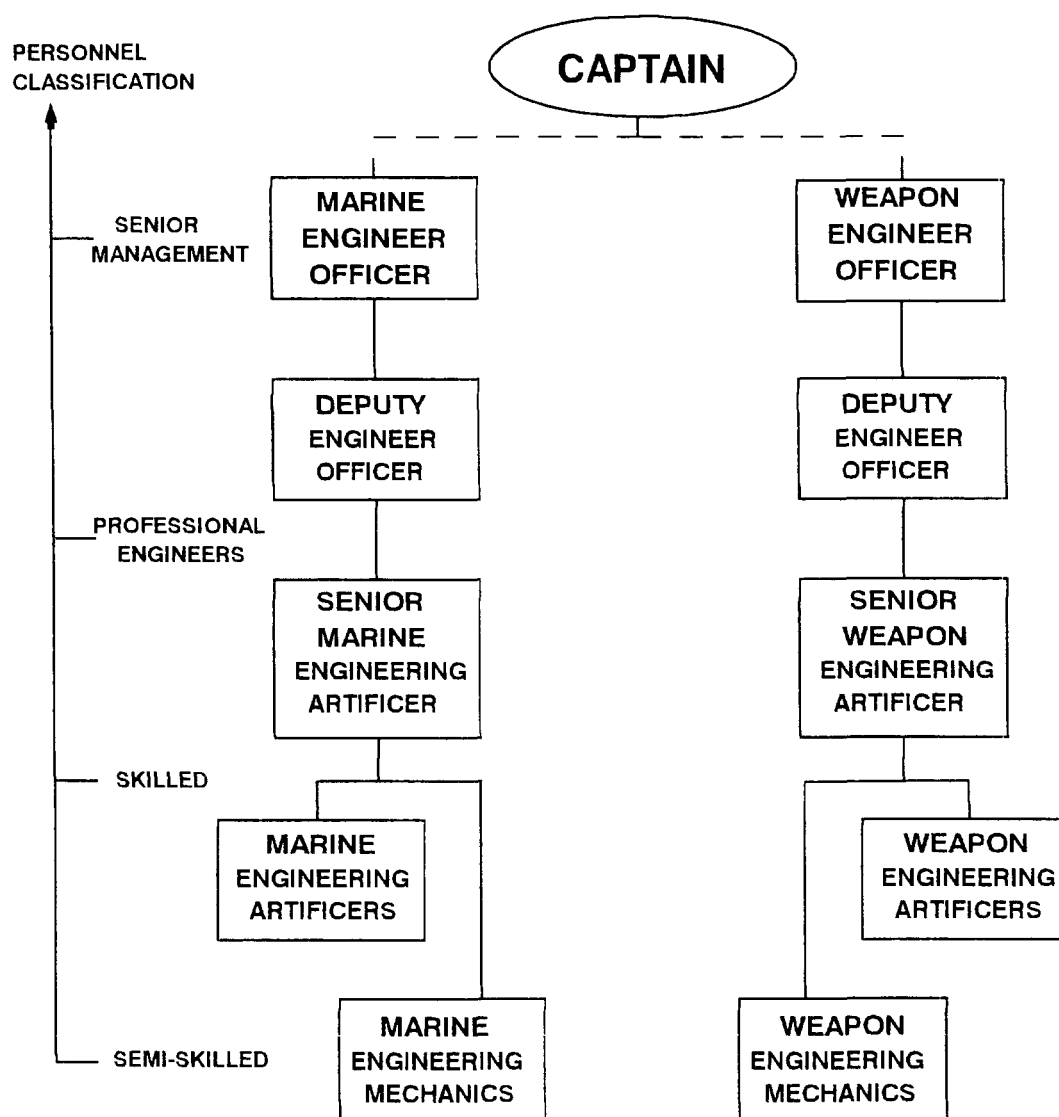 PERSONNEL
CLASSIFICATION
CAPTAIN
SENIOR
MANAGEMENT
MARINE
ENGINEER
OFFICER
WEAPON
ENGINEER
OFFICER
DEPUTY
ENGINEER
OFFICER
DEPUTY
ENGINEER
OFFICER
PROFESSIONAL
ENGINEERS
SENIOR
MARINE
ENGINEERING
ARTIFICER
SENIOR
WEAPON
ENGINEERING
ARTIFICER
SKILLED
MARINE
ENGINEERING
ARTIFICERS
WEAPON
ENGINEERING
ARTIFICERS
SEMI-SKILLED
MARINE
ENGINEERING
MECHANICS
WEAPON
ENGINEERING
MECHANICS